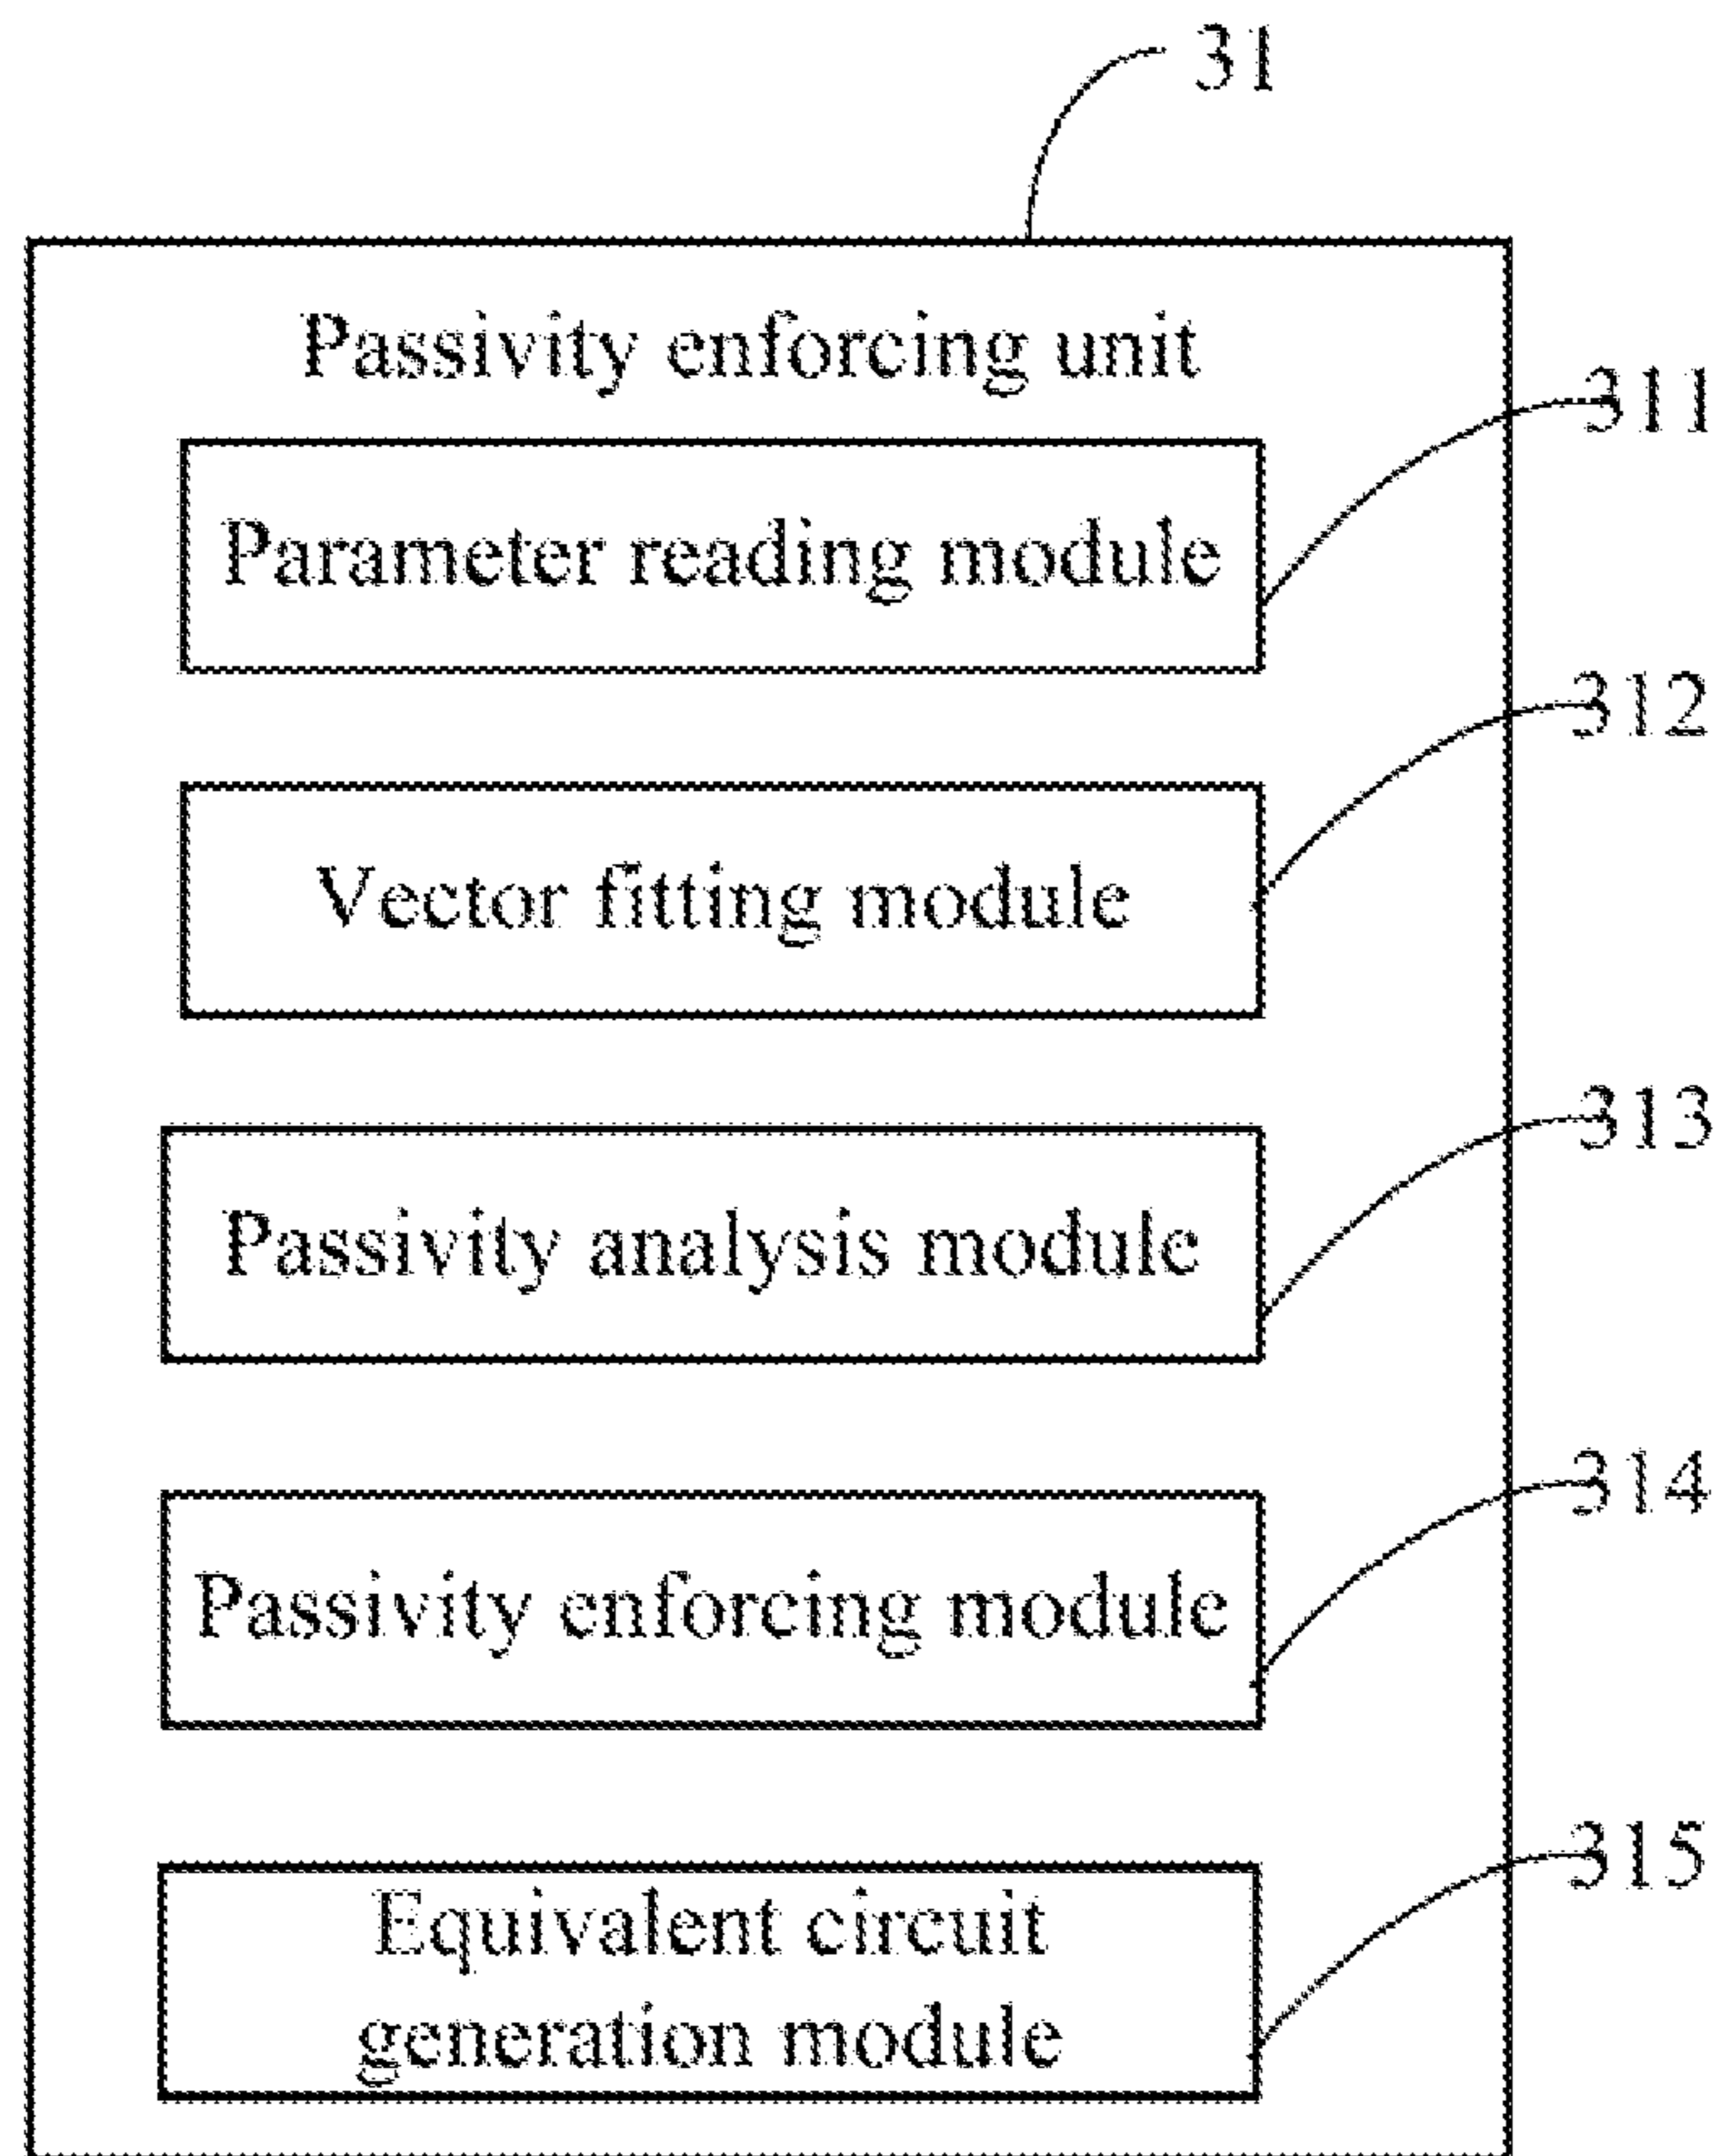 31
Passivity enforcing unit
311
Parameter reading module
312
Vector fitting module
313
Passivity analysis module
314
Passivity enforcing module
315
Equivalent circuit
generation module